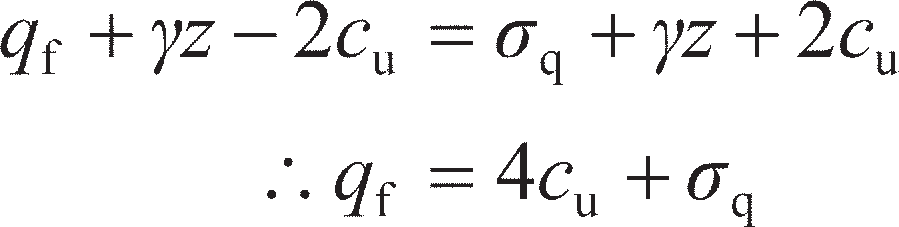 q_f + γz − 2c_u = σ_q + γz + 2c_u
∴ q_f = 4c_u + σ_q